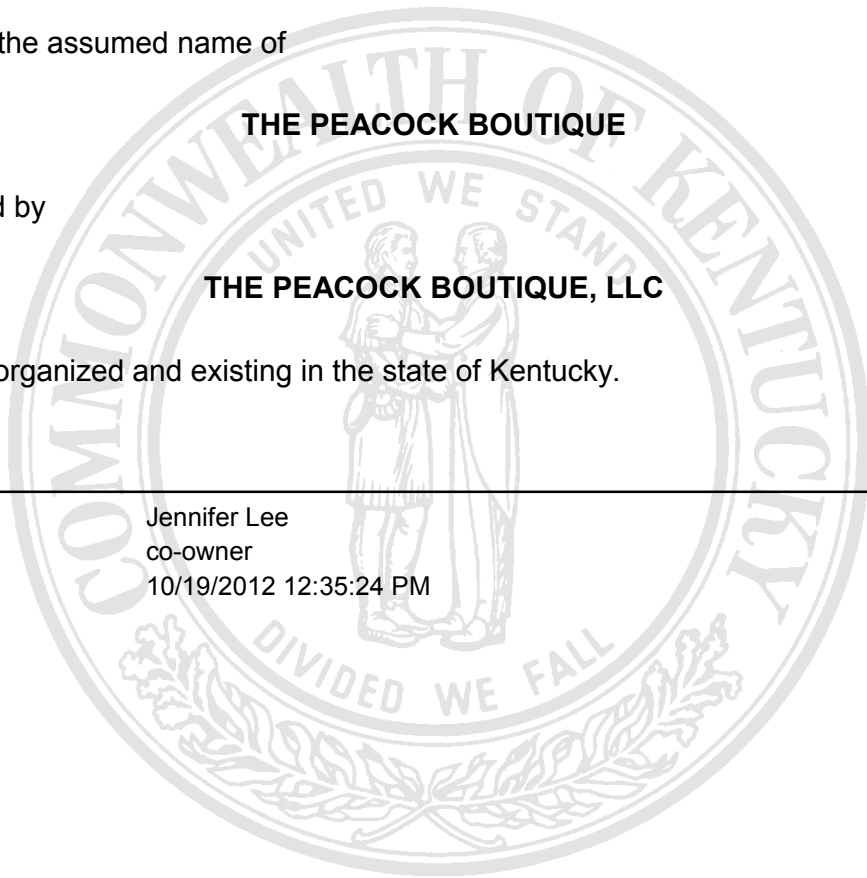 the assumed name of
THE PEACOCK BOUTIQUE
d by
THE PEACOCK BOUTIQUE, LLC
organized and existing in the state of Kentucky.
Jennifer Lee
co-owner
10/19/2012 12:35:24 PM
COMMONWEALTH OF KENTUCKY
UNITED WE STAND
DIVIDED WE FALL